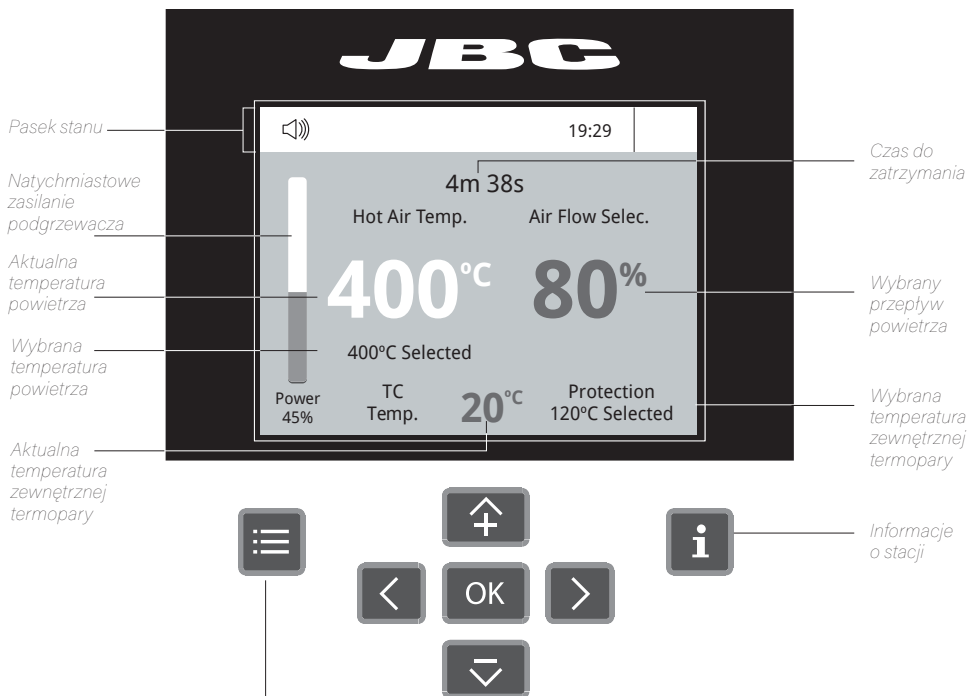 JBC
Pasek stanu
19:29
Czas do
zatrzymania
Natychmiastowe
zasilanie
podgrzewacza
4m 38s
Hot Air Temp.
Air Flow Selec.
Aktualna
temperatura
powietrza
400ºC
80%
Wybrany
przepływ
powietrza
Wybrana
temperatura
powietrza
400ºC Selected
Power
45%
TC
Temp.
20ºC
Protection
120ºC Selected
Wybrana
temperatura
zewnętrznej
termopary
Aktualna
temperatura
zewnętrznej
termopary
Informacje
o stacji
i
OK